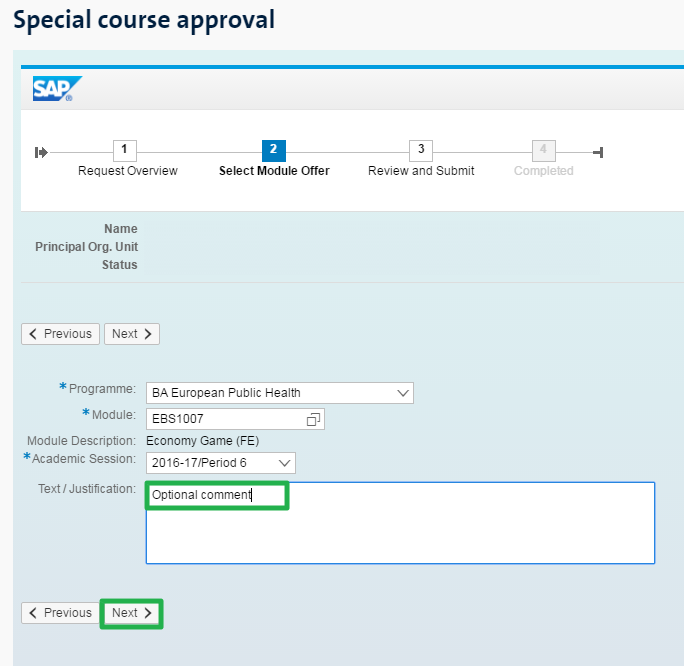 Special course approval
SAP®
1 2 3 4
Request Overview Select Module Offer Review and Submit Completed
Name
Principal Org. Unit
Status
Previous Next
*Programme: BA European Public Health
*Module: EBS1007
Module Description: Economy Game (FE)
*Academic Session: 2016-17/Period 6
Text / Justification: Optional comment
Previous Next